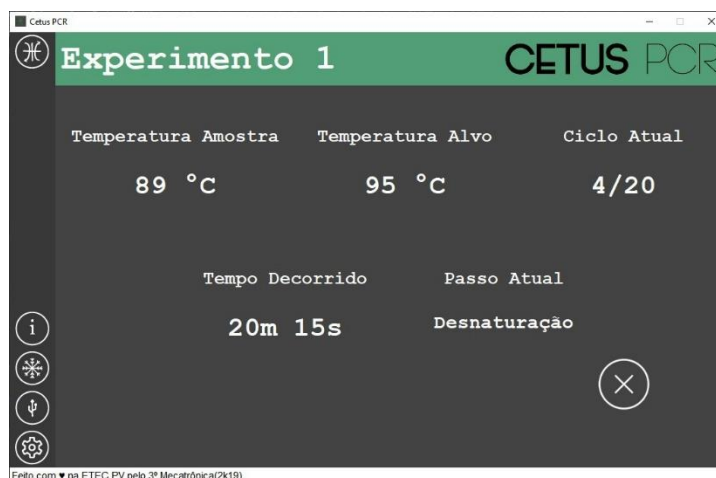 Cetus PCR
Experimento 1
CETUS PCR
Temperatura Amostra
Temperatura Alvo
Ciclo Atual
89 °C
95 °C
4/20
Tempo Decorrido
Passo Atual
20m 15s
Desnaturação
Feito com ♥ na ETEC PV pelo 3º Mecatrônica(2k19)